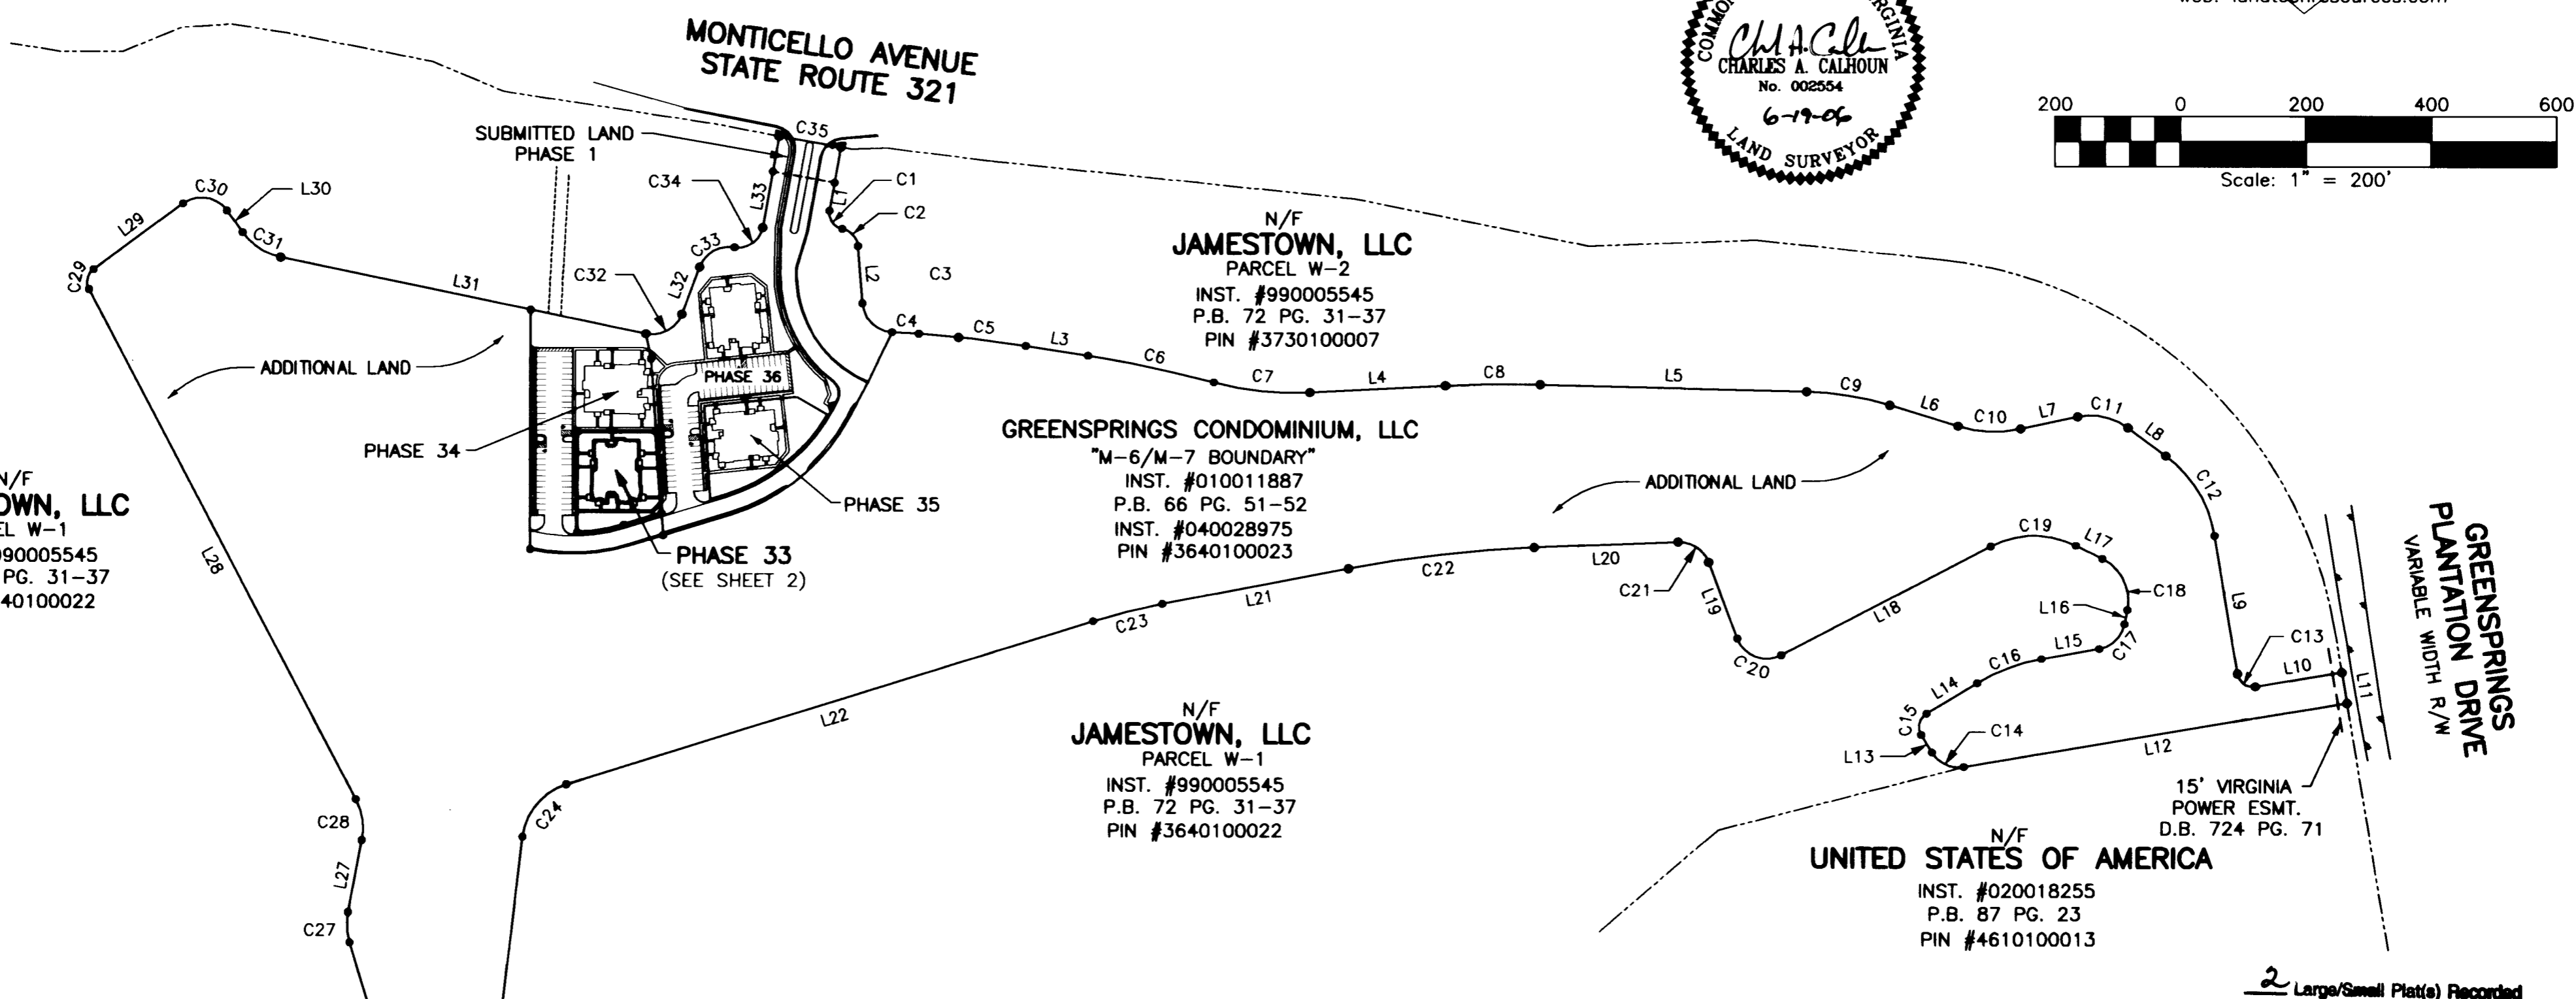 MONTICELLO AVENUE
STATE ROUTE 321
SUBMITTED LAND
PHASE 1
C35
C34
L33
L1
C1
C2
C33
L2
C3
C32
L32
C30
L30
L29
C31
C29
L31
ADDITIONAL LAND
PHASE 36
PHASE 34
PHASE 35
PHASE 33
(SEE SHEET 2)
C4
C5
L3
C6
C7
L4
C8
L5
C9
L6
C10
L7
C11
L8
C12
L9
C13
L10
L11
L12
VIRGINIA
CHARLES A. CALHOUN
No. 002554
6-19-06
LAND SURVEYOR
web: landtechresources.com
200 0 200 400 600
Scale: 1" = 200'
N/F
JAMESTOWN, LLC
PARCEL W-2
INST. #990005545
P.B. 72 PG. 31-37
PIN #3730100007
GREENSPRINGS CONDOMINIUM, LLC
"M-6/M-7 BOUNDARY"
INST. #010011887
P.B. 66 PG. 51-52
INST. #040028975
PIN #3640100023
ADDITIONAL LAND
N/F
OWN, LLC
EL W-1
990005545
PG. 31-37
40100022
L28
C28
L27
C27
C24
L22
C23
L21
C22
L20
C21
L19
C20
L18
C19
L17
C18
L16
C17
L15
C16
L14
C15
L13
C14
N/F
JAMESTOWN, LLC
PARCEL W-1
INST. #990005545
P.B. 72 PG. 31-37
PIN #3640100022
GREENSPRINGS
PLANTATION DRIVE
VARIABLE WIDTH R/W
15' VIRGINIA
POWER ESMT.
D.B. 724 PG. 71
N/F
UNITED STATES OF AMERICA
INST. #020018255
P.B. 87 PG. 23
PIN #4610100013
2 Large/Small Plat(s) Recorded